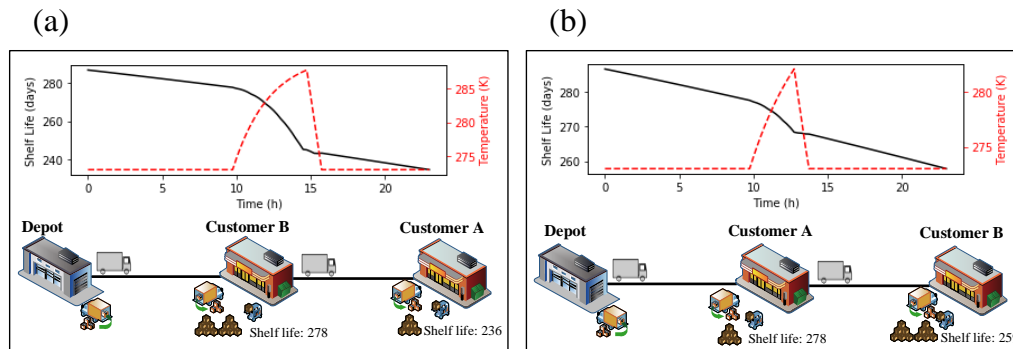 (a)
Shelf Life (days)
280
260
240
285
280
275
Temperature (K)
0
5
10
15
20
Time (h)
Depot
Customer B
Customer A
Shelf life: 278
Shelf life: 236
(b)
Shelf Life (days)
280
270
260
280
275
Temperature (K)
0
5
10
15
20
Time (h)
Depot
Customer A
Customer B
Shelf life: 278